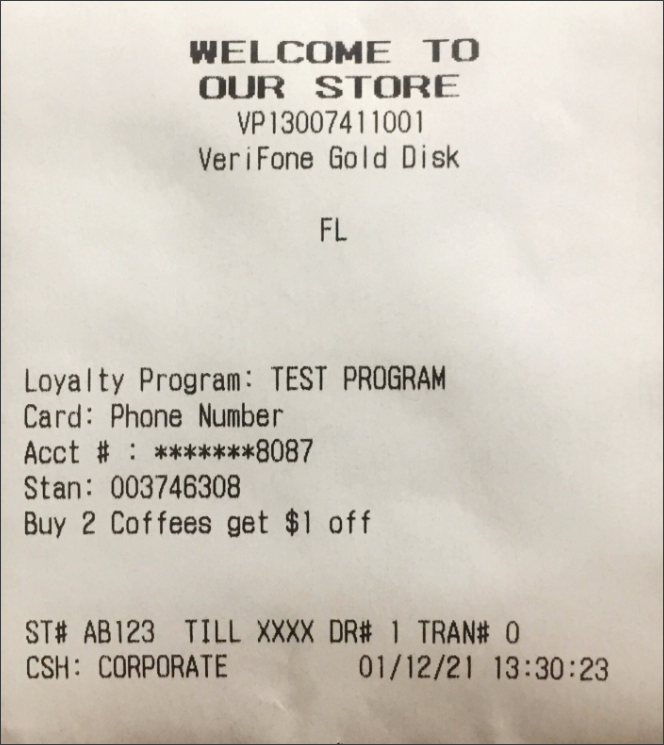 WELCOME TO
OUR STORE
VP13007411001
VeriFone Gold Disk
FL
Loyalty Program: TEST PROGRAM
Card: Phone Number
Acct # : *******8087
Stan: 003746308
Buy 2 Coffees get $1 off
ST# AB123 TILL XXXX DR# 1 TRAN# 0
CSH: CORPORATE 01/12/21 13:30:23